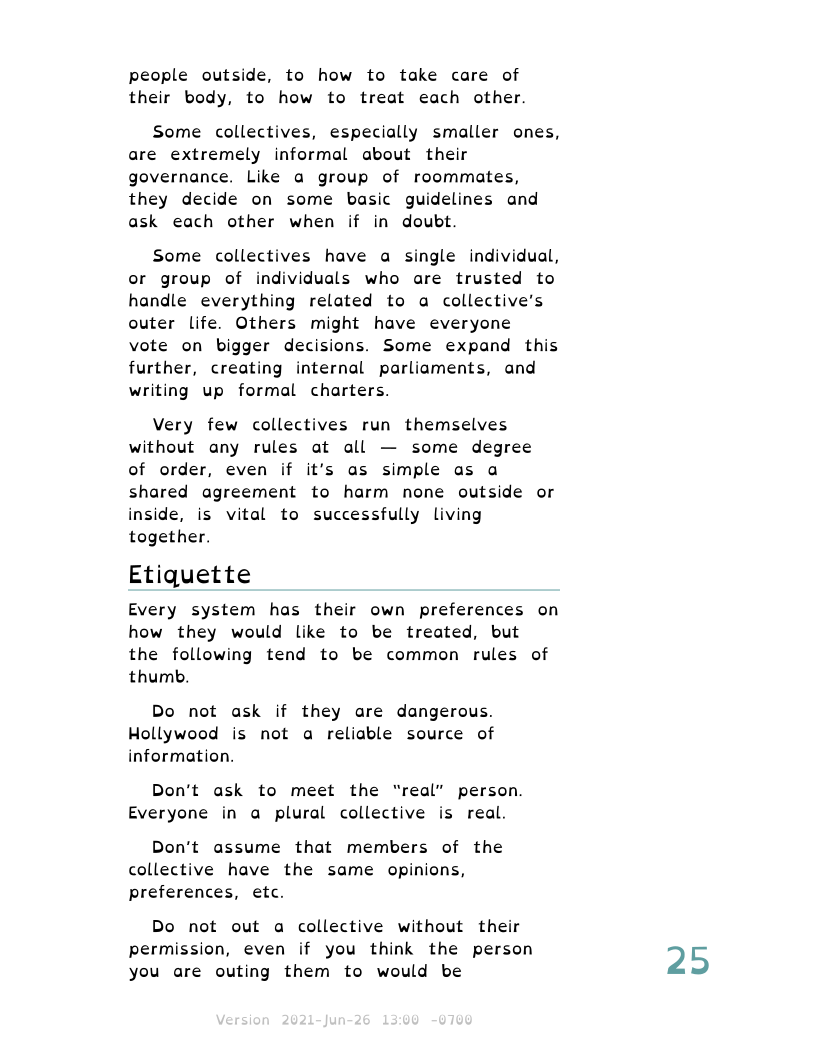 people outside, to how to take care of
their body, to how to treat each other.
Some collectives, especially smaller ones,
are extremely informal about their
governance. Like a group of roommates,
they decide on some basic guidelines and
ask each other when if in doubt.
Some collectives have a single individual,
or group of individuals who are trusted to
handle everything related to a collective's
outer life. Others might have everyone
vote on bigger decisions. Some expand this
further, creating internal parliaments, and
writing up formal charters.
Very few collectives run themselves
without any rules at all — some degree
of order, even if it's as simple as a
shared agreement to harm none outside or
inside, is vital to successfully living
together.
Etiquette
Every system has their own preferences on
how they would like to be treated, but
the following tend to be common rules of
thumb.
Do not ask if they are dangerous.
Hollywood is not a reliable source of
information.
Don't ask to meet the “real” person.
Everyone in a plural collective is real.
Don't assume that members of the
collective have the same opinions,
preferences, etc.
Do not out a collective without their
permission, even if you think the person
you are outing them to would be
25
Version 2021-Jun-26 13:00 -0700